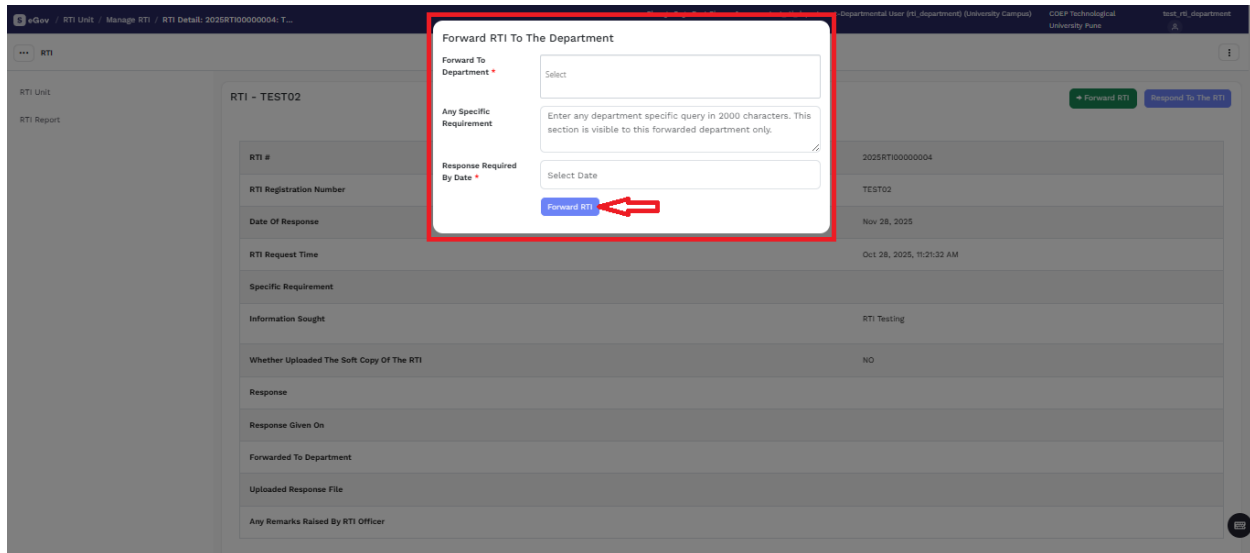 S eGov / RTI Unit / Manage RTI / RTI Detail: 2025RTI00000004: T...
-Departmental User (rti_department) (University Campus)
COEP Technological
University Pune
test_rti_department
RTI
RTI Unit
RTI Report
Forward RTI To The Department
Forward To
Department *
Select
Any Specific
Requirement
Enter any department specific query in 2000 characters. This
section is visible to this forwarded department only.
Response Required
By Date *
Select Date
Forward RTI
RTI - TEST02
Forward RTI
Respond To The RTI
RTI #
2025RTI00000004
RTI Registration Number
TEST02
Date Of Response
Nov 28, 2025
RTI Request Time
Oct 28, 2025, 11:21:32 AM
Specific Requirement
Information Sought
RTI Testing
Whether Uploaded The Soft Copy Of The RTI
NO
Response
Response Given On
Forwarded To Department
Uploaded Response File
Any Remarks Raised By RTI Officer